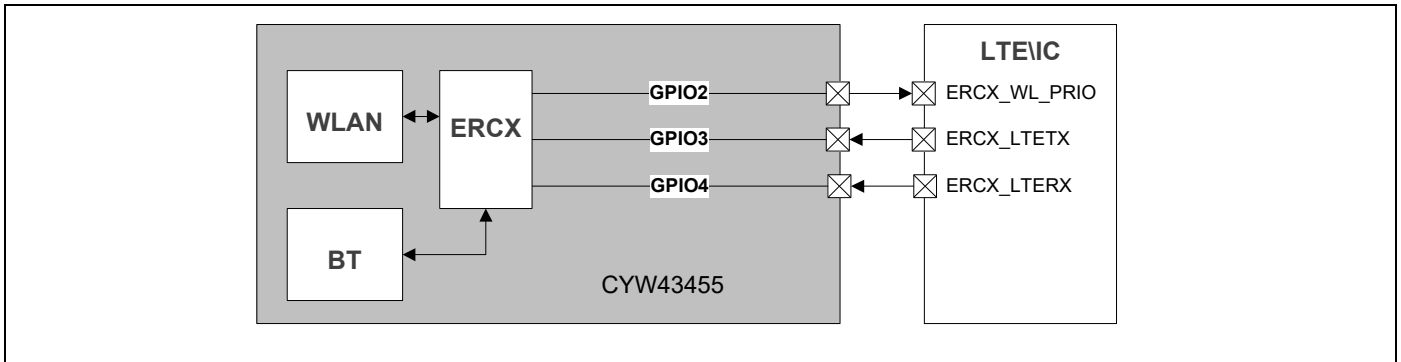 LTE\IC
GPIO2
ERCX_WL_PRIO
WLAN
ERCX
GPIO3
ERCX_LTETX
GPIO4
ERCX_LTERX
BT
CYW43455